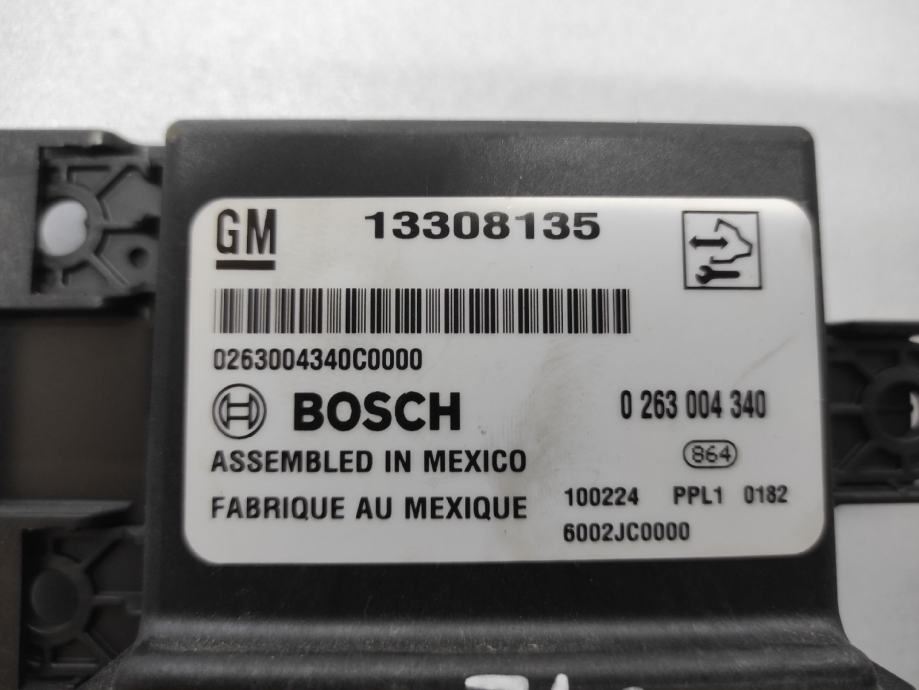 GM 13308135
0263004340C0000
BOSCH 0 263 004 340
ASSEMBLED IN MEXICO 864
FABRIQUE AU MEXIQUE 100224 PPL1 0182
6002JC0000